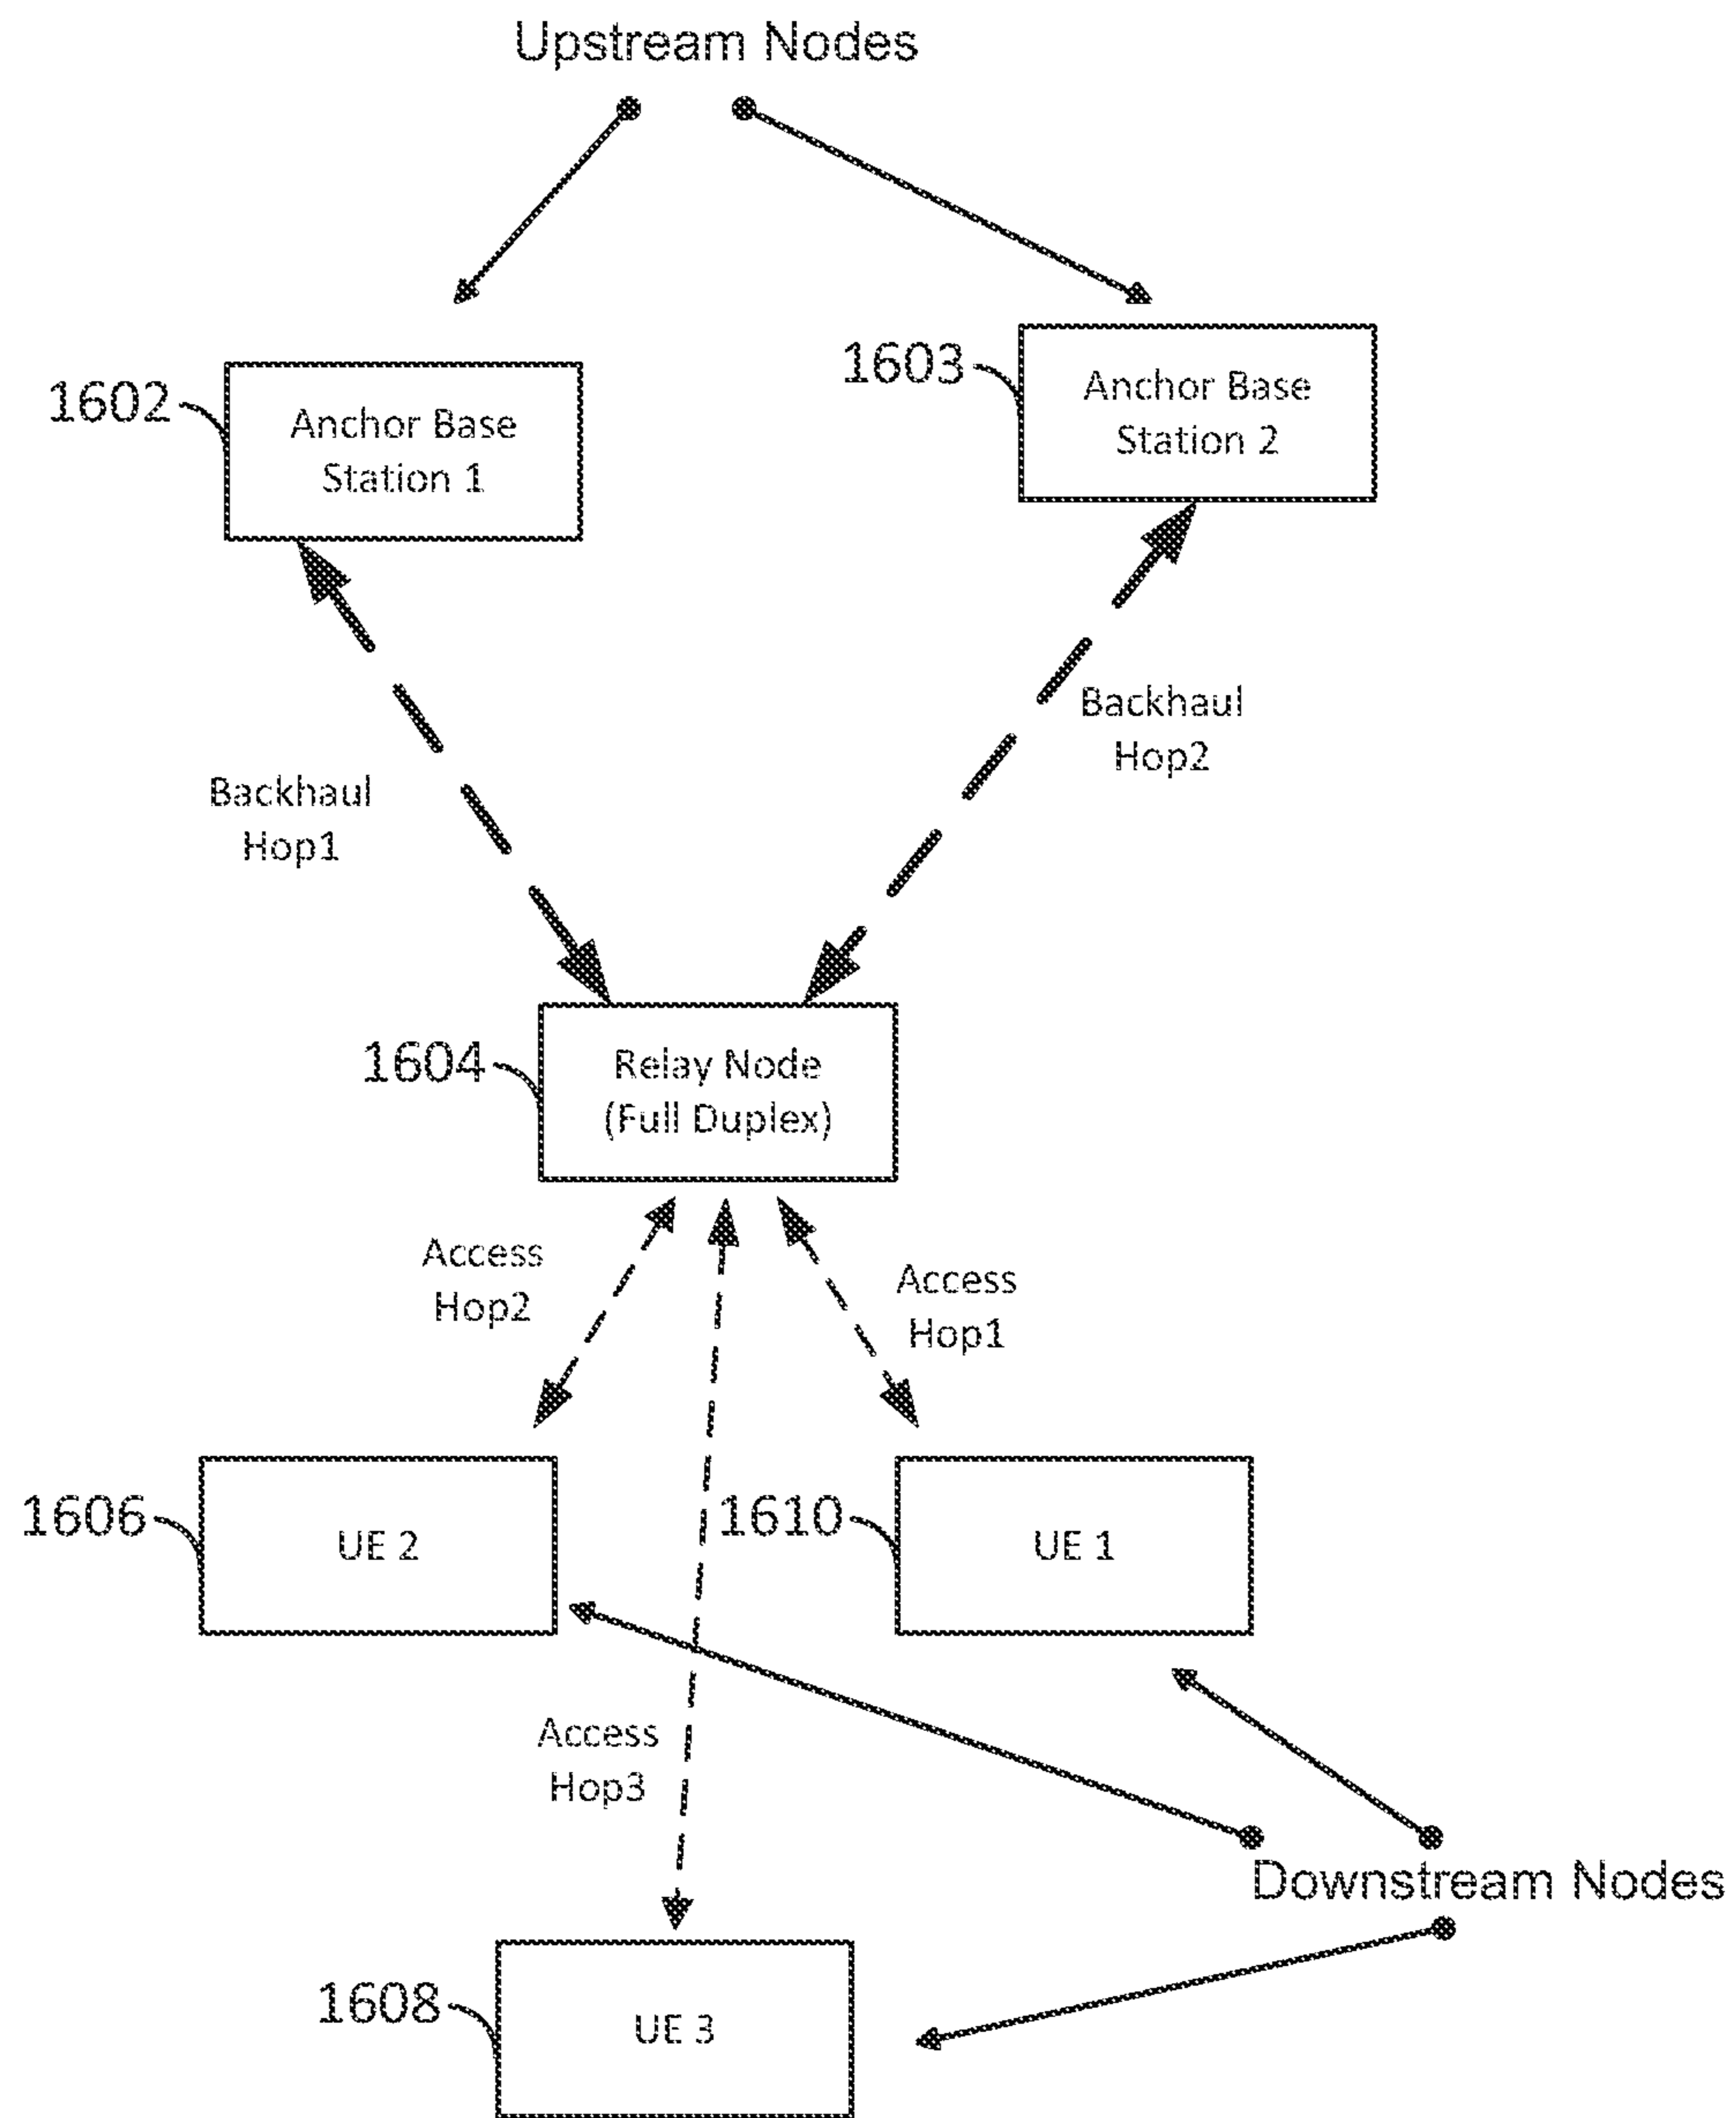 Upstream Nodes
1602
Anchor Base
Station 1
1603
Anchor Base
Station 2
Backhaul
Hop1
Backhaul
Hop2
1604
Relay Node
(Full Duplex)
Access
Hop2
Access
Hop1
1606
UE 2
1610
UE 1
Access
Hop3
Downstream Nodes
1608
UE 3